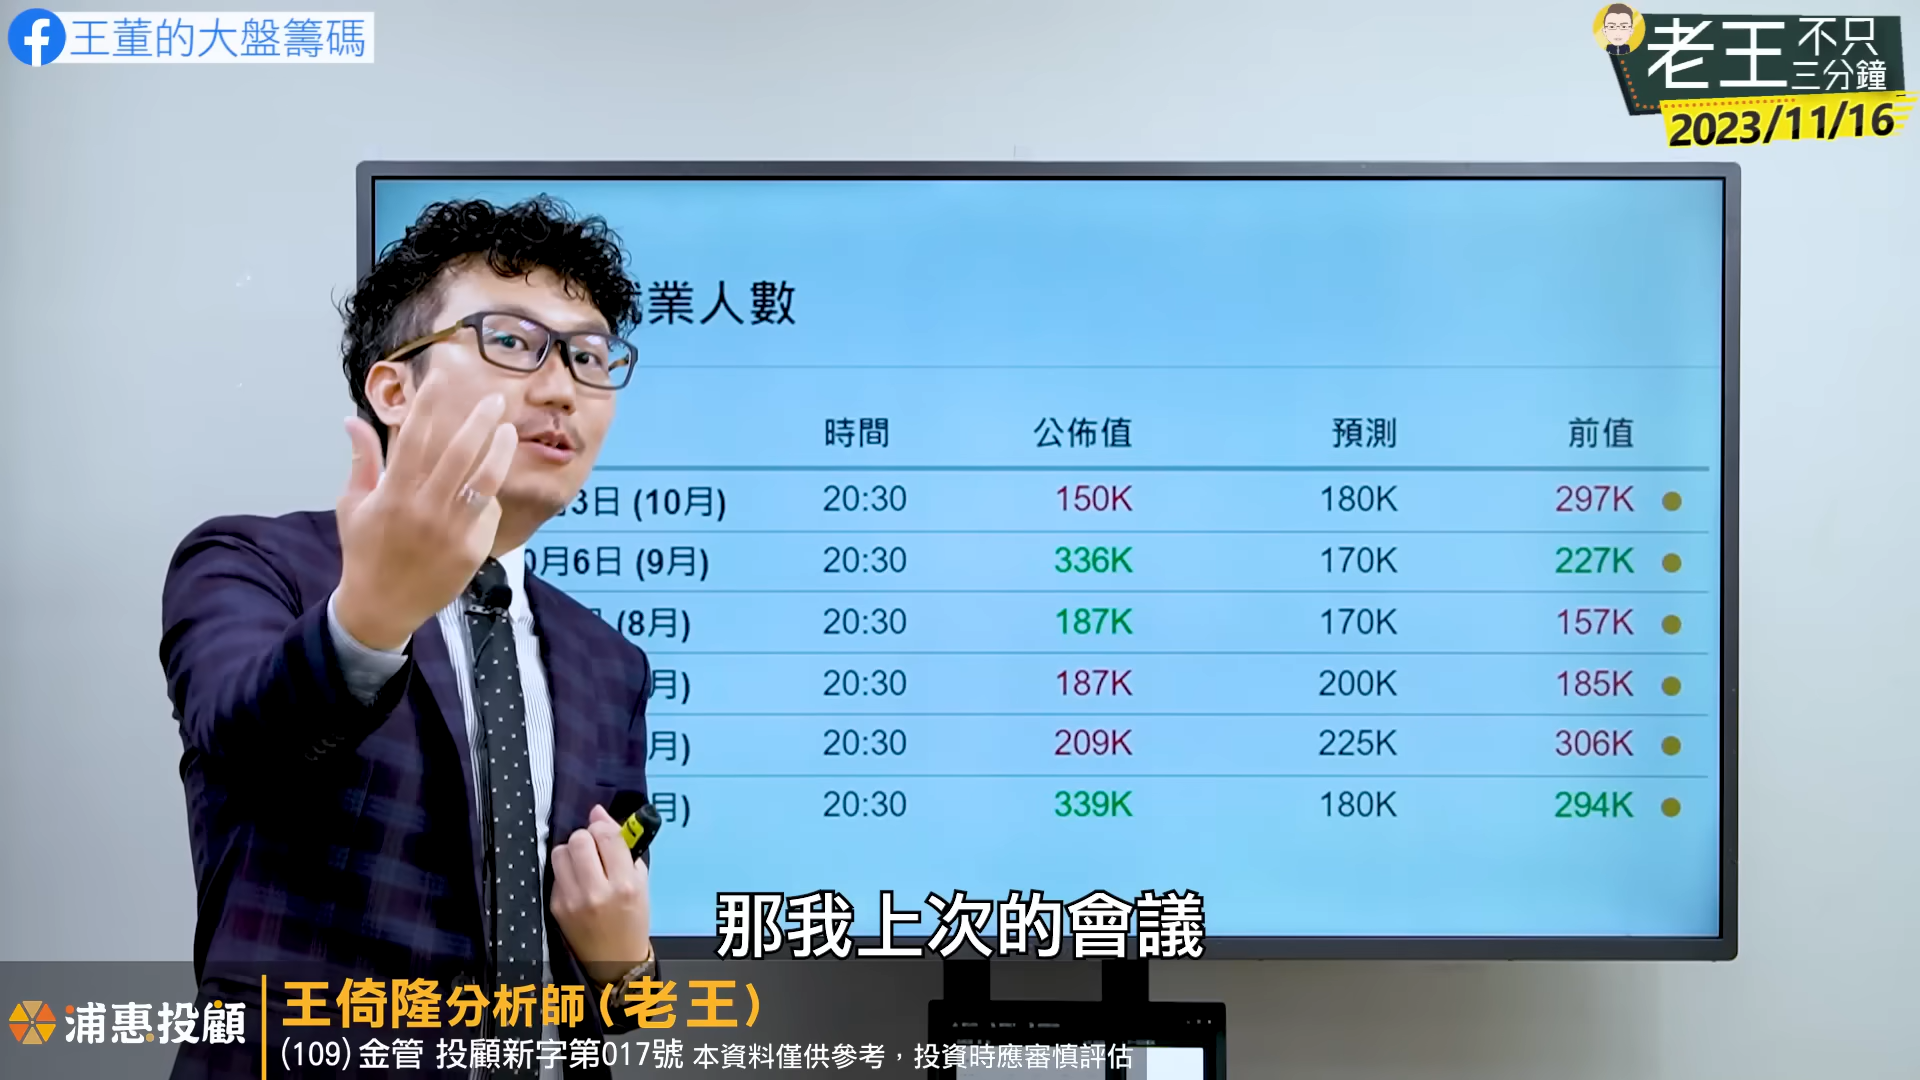 王董的大盤籌碼
老王不只三分鐘
2023/11/16
業人數
時間 公佈值 預測 前值
3日 (10月) 20:30 150K 180K 297K
月6日 (9月) 20:30 336K 170K 227K
(8月) 20:30 187K 170K 157K
月) 20:30 187K 200K 185K
月) 20:30 209K 225K 306K
月) 20:30 339K 180K 294K
那我上次的會議
浦惠投顧
王倚隆分析師(老王)
(109)金管 投顧新字第017號 本資料僅供參考，投資時應審慎評估